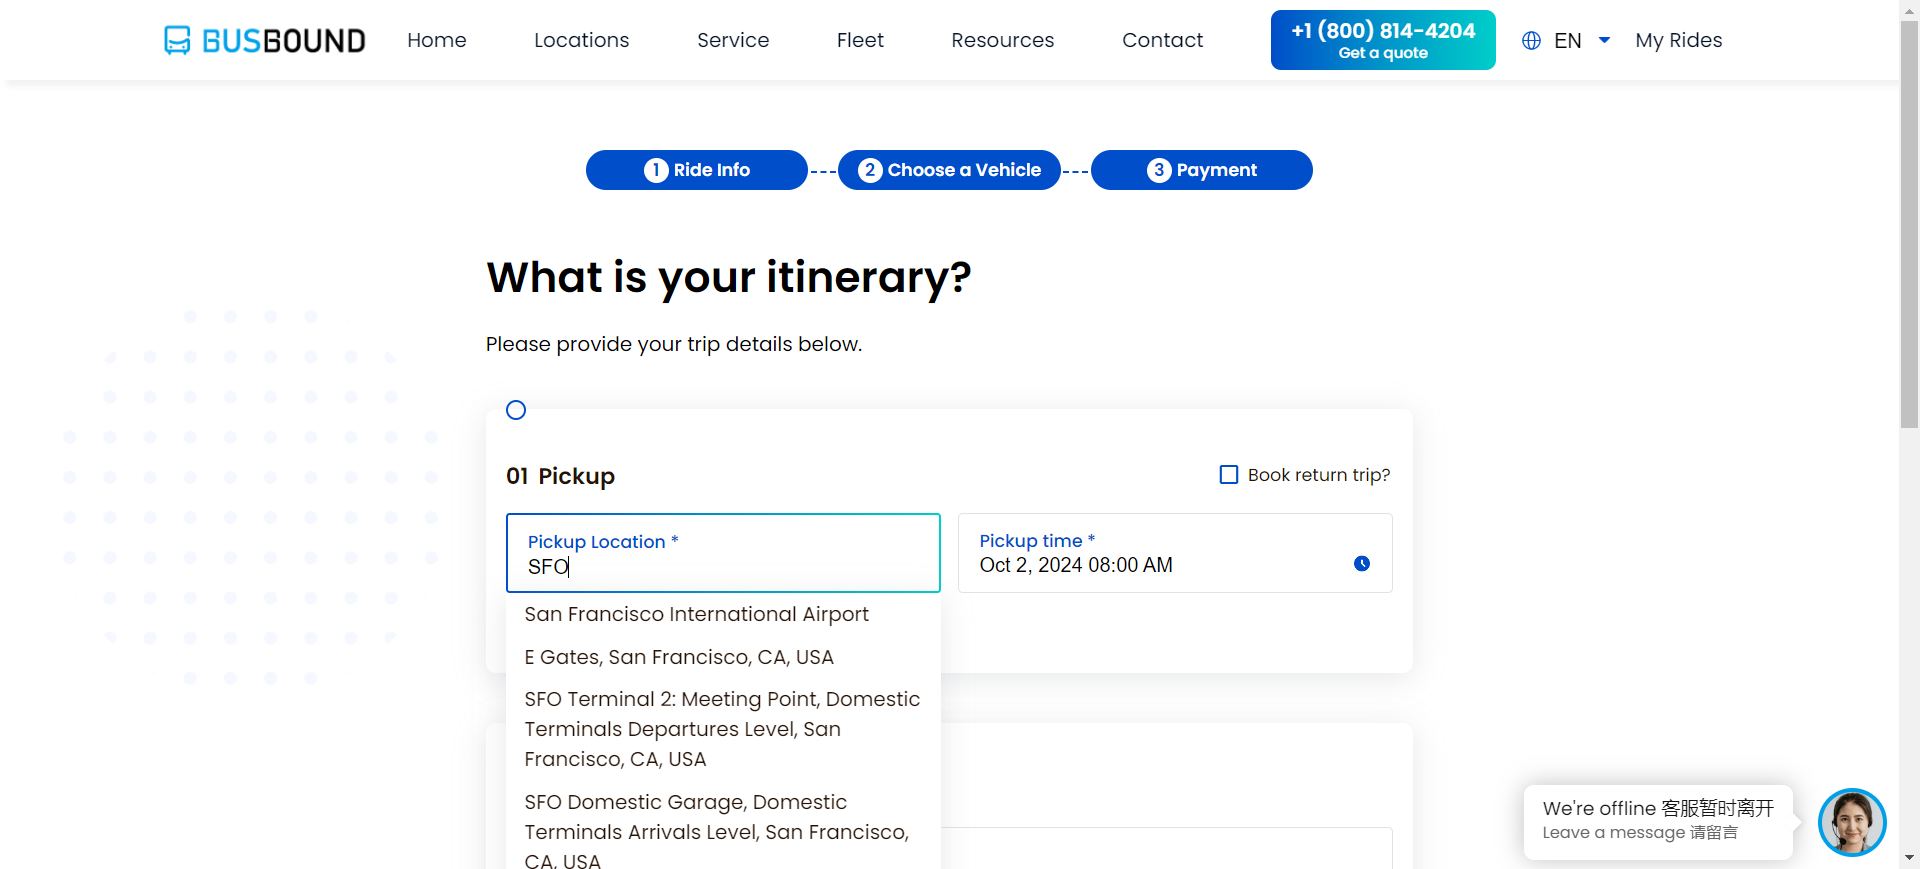 BUSBOUND
Home
Locations
Service
Fleet
Resources
Contact
+1 (800) 814-4204
Get a quote
EN
My Rides
1 Ride Info
2 Choose a Vehicle
3 Payment
What is your itinerary?
Please provide your trip details below.
01 Pickup
Book return trip?
Pickup Location *
SFO
Pickup time *
Oct 2, 2024 08:00 AM
San Francisco International Airport
E Gates, San Francisco, CA, USA
SFO Terminal 2: Meeting Point, Domestic
Terminals Departures Level, San
Francisco, CA, USA
SFO Domestic Garage, Domestic
Terminals Arrivals Level, San Francisco,
CA, USA
We're offline 客服暂时离开
Leave a message 请留言